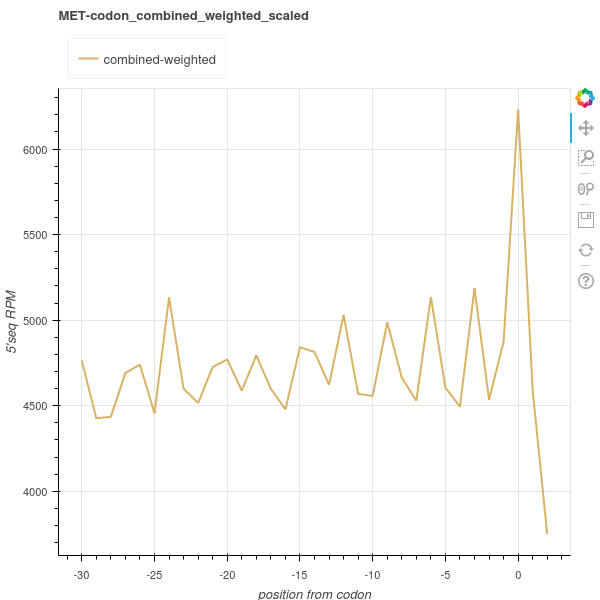 MET-codon_combined_weighted_scaled
combined-weighted
6000
5500
5000
4500
4000
5'seq RPM
-30 -25 -20 -15 -10 -5 0
position from codon